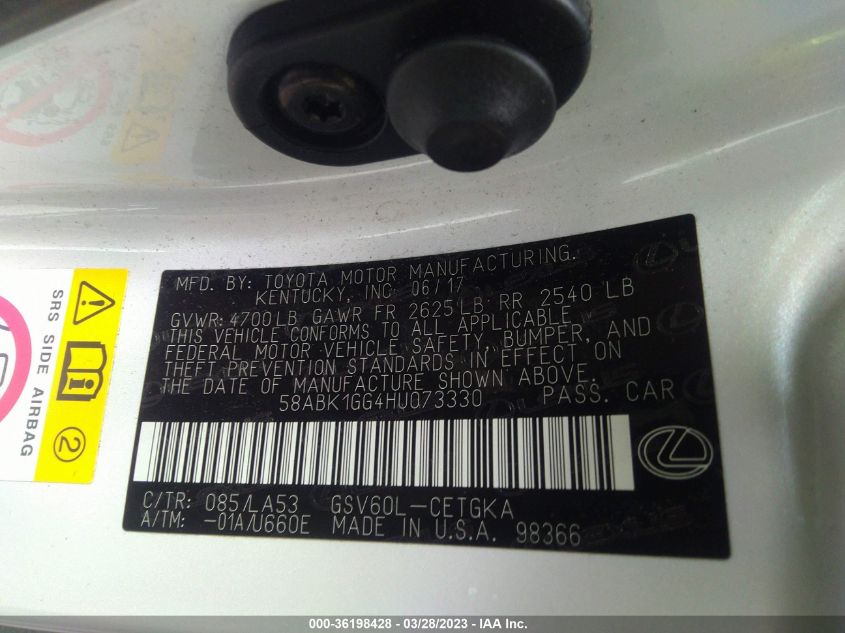 MFD. BY: TOYOTA MOTOR MANUFACTURING.
KENTUCKY, INC. 06/17
GVWR: 4700LB GAWR FR 2625LB RR 2540 LB
THIS VEHICLE CONFORMS TO ALL APPLICABLE
FEDERAL MOTOR VEHICLE SAFETY, BUMPER, AND
THEFT PREVENTION STANDARDS IN EFFECT ON
THE DATE OF MANUFACTURE SHOWN ABOVE.
58ABK1GG4HU073330 PASS. CAR
C/TR: 085/LA53 GSV60L-CETGKA
A/TM: -01A/U660E MADE IN U.S.A. 98366
SRS SIDE AIRBAG
2
000-36198428 - 03/28/2023 - IAA Inc.